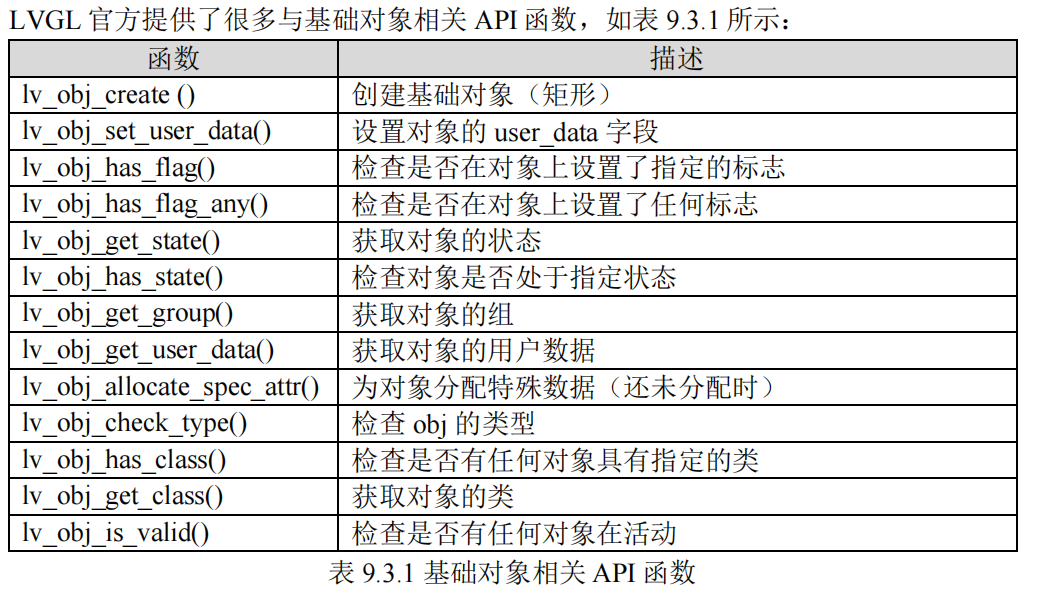 LVGL 官方提供了很多与基础对象相关 API 函数，如表 9.3.1 所示：
函数 描述
lv_obj_create () 创建基础对象（矩形）
lv_obj_set_user_data() 设置对象的 user_data 字段
lv_obj_has_flag() 检查是否在对象上设置了指定的标志
lv_obj_has_flag_any() 检查是否在对象上设置了任何标志
lv_obj_get_state() 获取对象的状态
lv_obj_has_state() 检查对象是否处于指定状态
lv_obj_get_group() 获取对象的组
lv_obj_get_user_data() 获取对象的用户数据
lv_obj_allocate_spec_attr() 为对象分配特殊数据（还未分配时）
lv_obj_check_type() 检查 obj 的类型
lv_obj_has_class() 检查是否有任何对象具有指定的类
lv_obj_get_class() 获取对象的类
lv_obj_is_valid() 检查是否有任何对象在活动
表 9.3.1 基础对象相关 API 函数